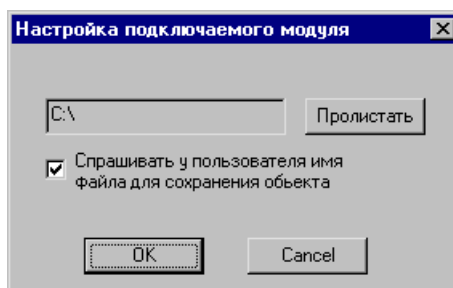 Настройка подключаемого модуля
C:\
Пролистать
Спрашивать у пользователя имя
файла для сохранения обьекта
OK
Cancel